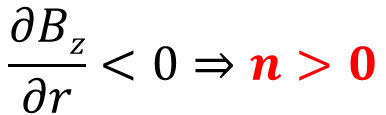 ∂B_z/∂r < 0 ⇒ n > 0